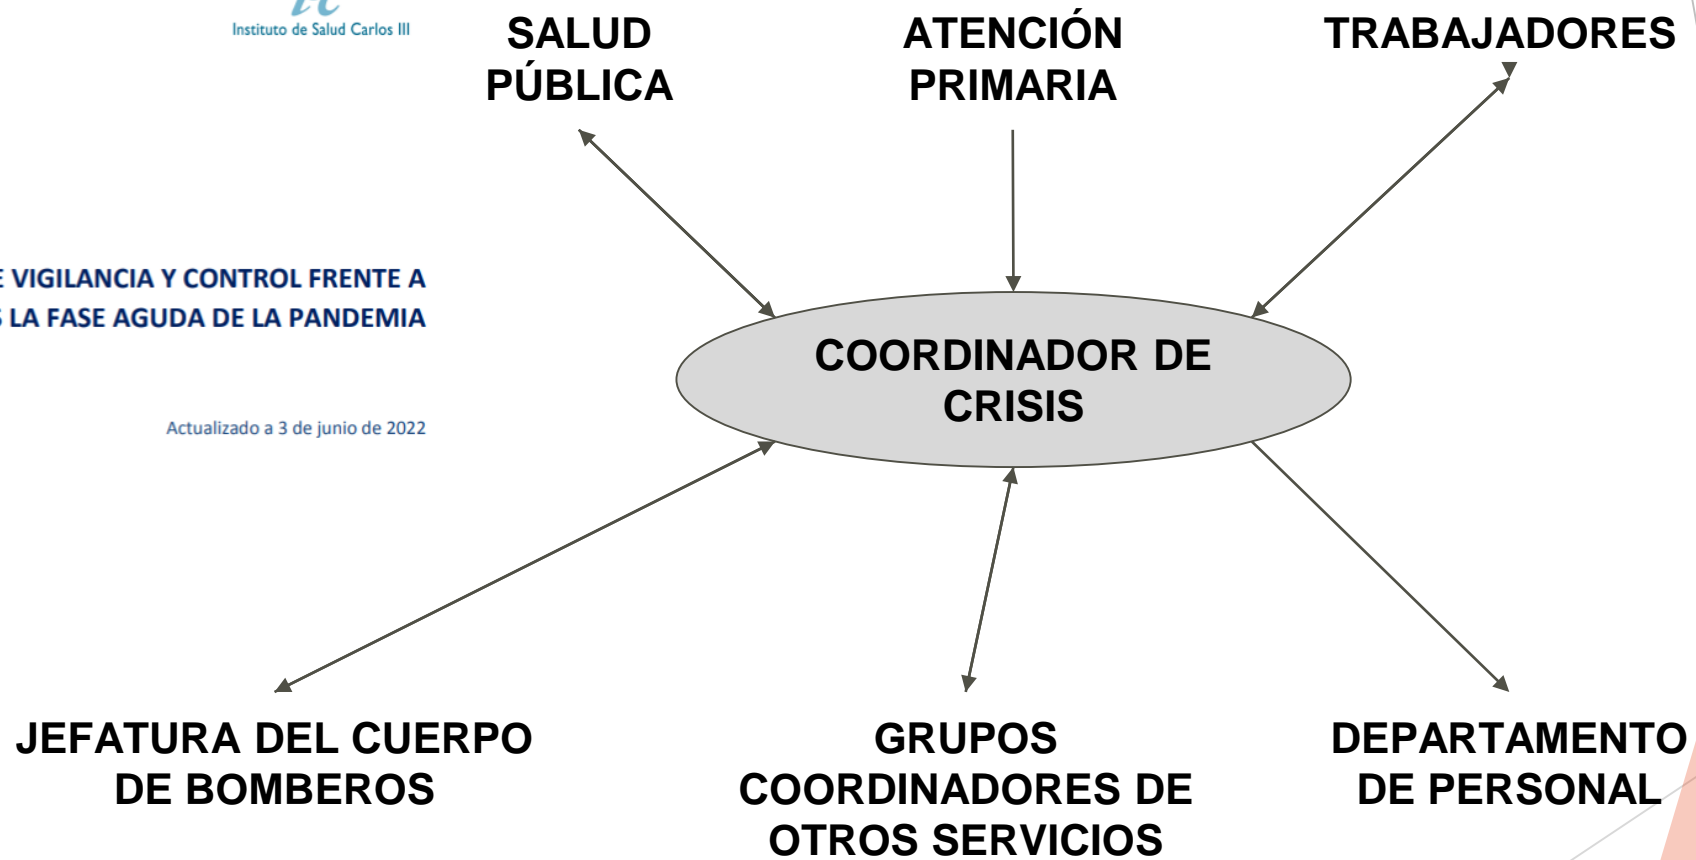 Instituto de Salud Carlos III
SALUD
PÚBLICA
ATENCIÓN
PRIMARIA
TRABAJADORES
VIGILANCIA Y CONTROL FRENTE A
LA FASE AGUDA DE LA PANDEMIA
Actualizado a 3 de junio de 2022
COORDINADOR DE
CRISIS
JEFATURA DEL CUERPO
DE BOMBEROS
GRUPOS
COORDINADORES DE
OTROS SERVICIOS
DEPARTAMENTO
DE PERSONAL